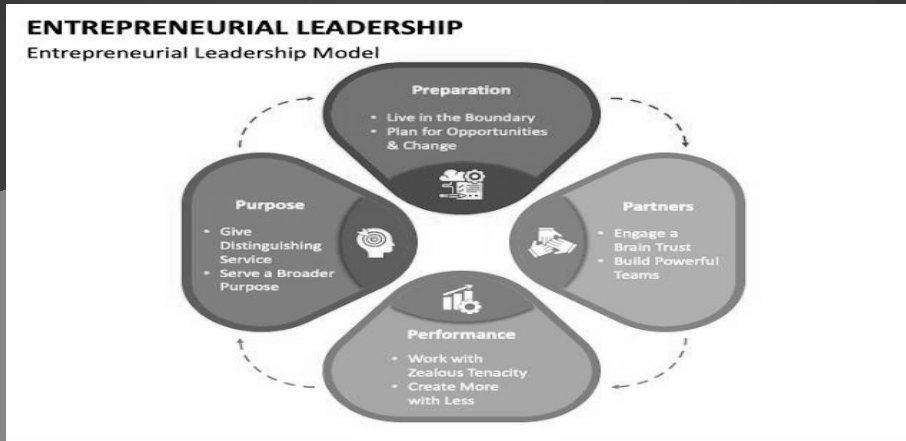 ENTREPRENEURIAL LEADERSHIP
Entrepreneurial Leadership Model
Preparation
• Live in the Boundary
• Plan for Opportunities
& Change
Purpose
• Give
Distinguishing
Service
• Serve a Broader
Purpose
Partners
• Engage a
Brain Trust
• Build Powerful
Teams
Performance
• Work with
Zealous Tenacity
• Create More
with Less